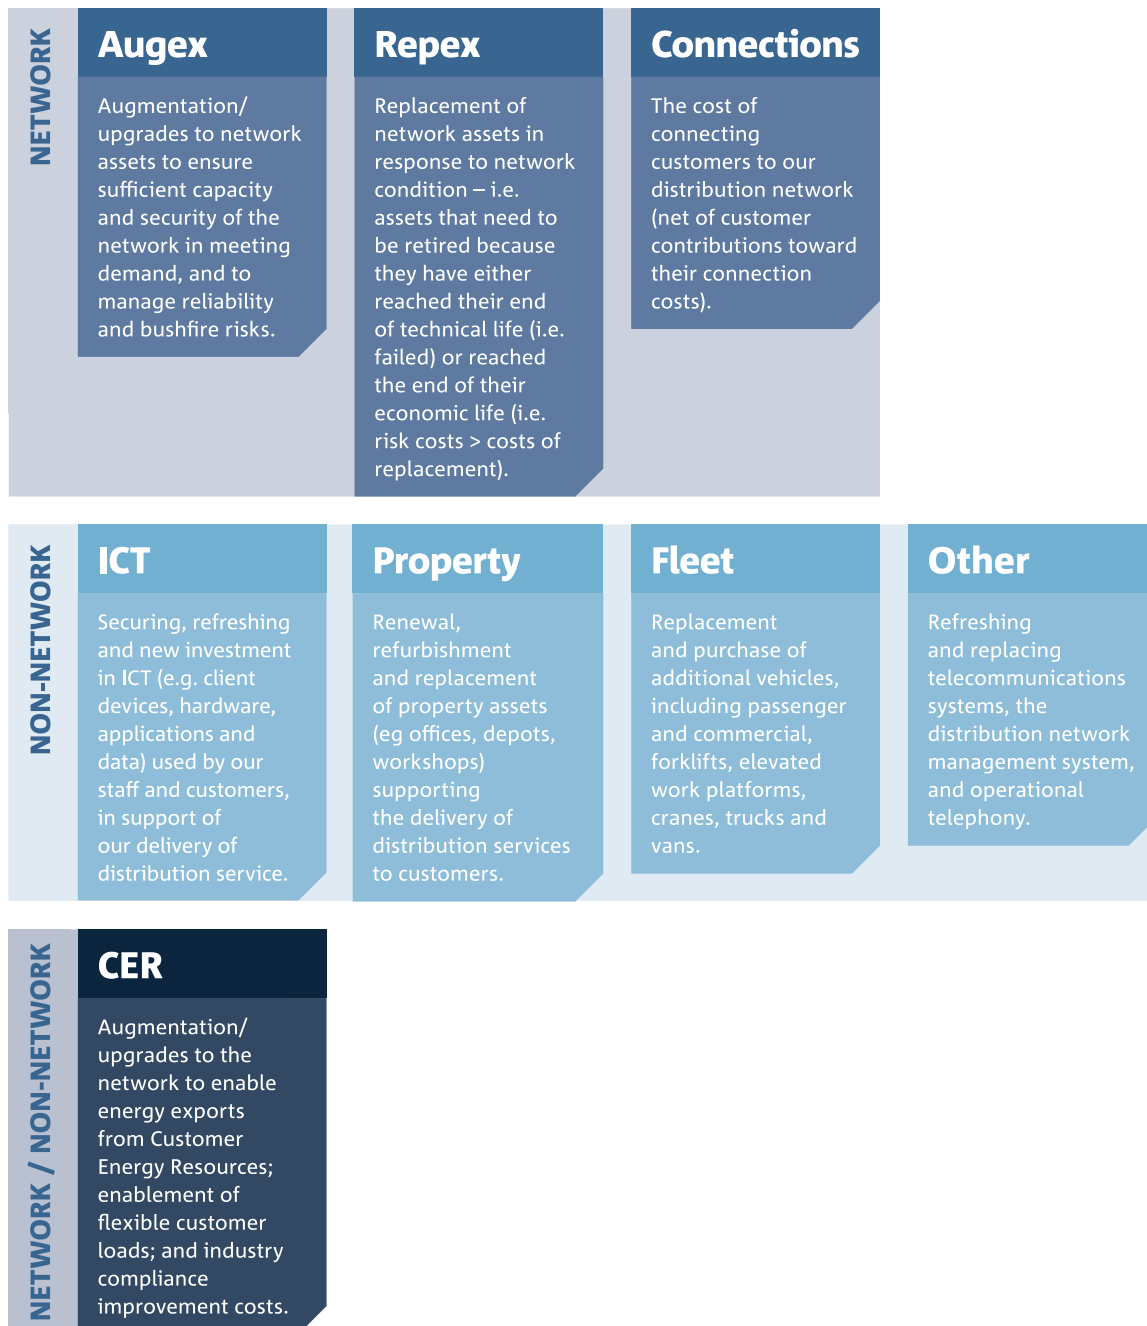 NETWORK
Augex
Augmentation/
upgrades to network
assets to ensure
sufficient capacity
and security of the
network in meeting
demand, and to
manage reliability
and bushfire risks.
Repex
Replacement of
network assets in
response to network
condition – i.e.
assets that need to
be retired because
they have either
reached their end
of technical life (i.e.
failed) or reached
the end of their
economic life (i.e.
risk costs > costs of
replacement).
Connections
The cost of
connecting
customers to our
distribution network
(net of customer
contributions toward
their connection
costs).
NON-NETWORK
ICT
Securing, refreshing
and new investment
in ICT (e.g. client
devices, hardware,
applications and
data) used by our
staff and customers,
in support of
our delivery of
distribution service.
Property
Renewal,
refurbishment
and replacement
of property assets
(eg offices, depots,
workshops)
supporting
the delivery of
distribution services
to customers.
Fleet
Replacement
and purchase of
additional vehicles,
including passenger
and commercial,
forklifts, elevated
work platforms,
cranes, trucks and
vans.
Other
Refreshing
and replacing
telecommunications
systems, the
distribution network
management system,
and operational
telephony.
NETWORK / NON-NETWORK
CER
Augmentation/
upgrades to the
network to enable
energy exports
from Customer
Energy Resources;
enablement of
flexible customer
loads; and industry
compliance
improvement costs.